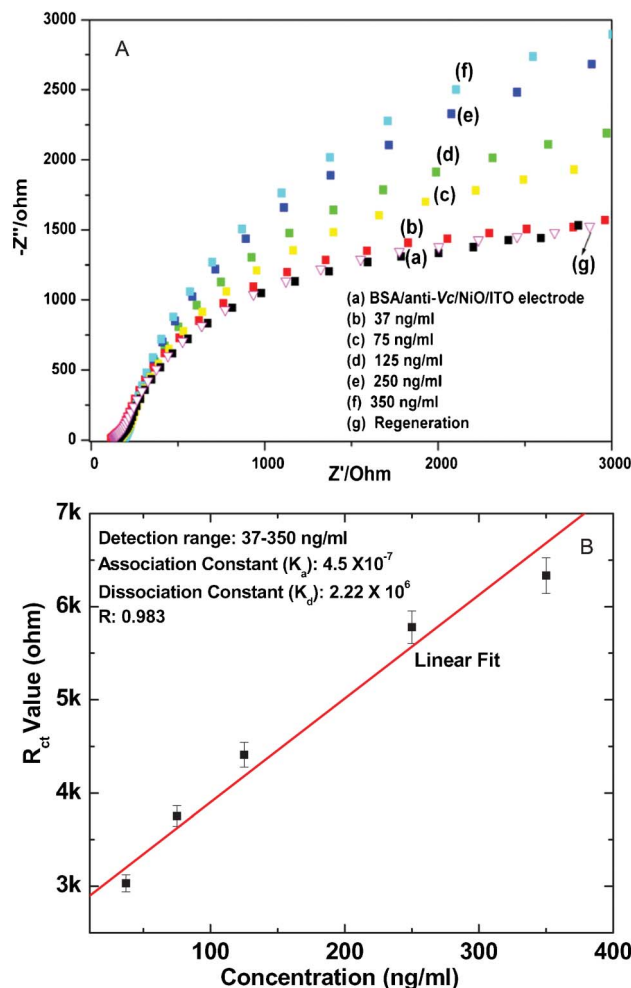 A
-Z''/ohm
3000
2500
2000
1500
1000
500
0
(f)
(e)
(d)
(c)
(b)
(a)
(g)
(a) BSA/anti-Vc/NiO/ITO electrode
(b) 37 ng/ml
(c) 75 ng/ml
(d) 125 ng/ml
(e) 250 ng/ml
(f) 350 ng/ml
(g) Regeneration
0 1000 2000 3000
Z'/Ohm
B
Rct Value (ohm)
7k
6k
5k
4k
3k
Detection range: 37-350 ng/ml
Association Constant (Ka): 4.5 X10-7
Dissociation Constant (Kd): 2.22 X 106
R: 0.983
Linear Fit
100 200 300 400
Concentration (ng/ml)